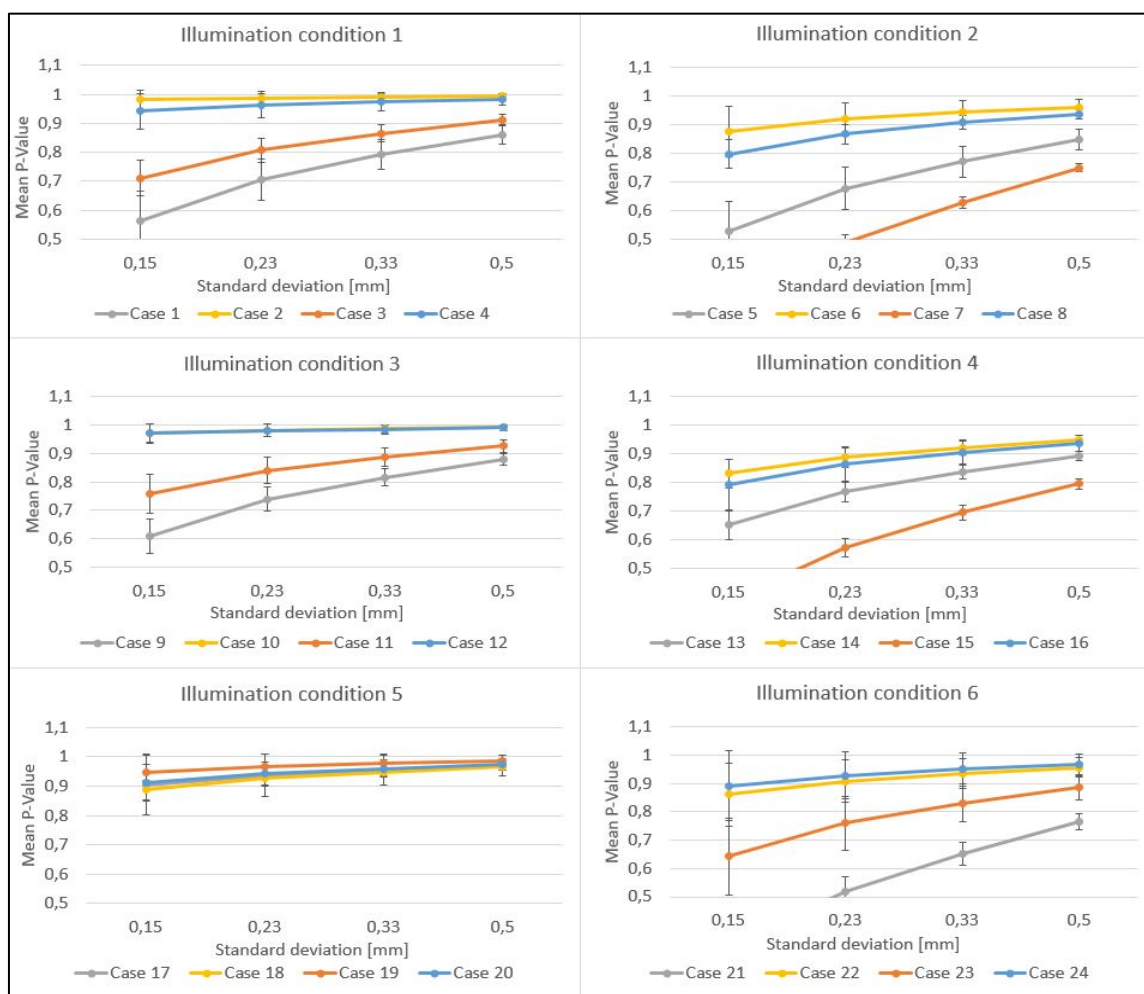 Illumination condition 1
1,1
1
0,9
0,8
0,7
0,6
0,5
Mean P-Value
0,15 0,23 0,33 0,5
Standard deviation [mm]
Case 1 Case 2 Case 3 Case 4
Illumination condition 2
1,1
1
0,9
0,8
0,7
0,6
0,5
Mean P-Value
0,15 0,23 0,33 0,5
Standard deviation [mm]
Case 5 Case 6 Case 7 Case 8
Illumination condition 3
1,1
1
0,9
0,8
0,7
0,6
0,5
Mean P-Value
0,15 0,23 0,33 0,5
Standard deviation [mm]
Case 9 Case 10 Case 11 Case 12
Illumination condition 4
1,1
1
0,9
0,8
0,7
0,6
0,5
Mean P-Value
0,15 0,23 0,33 0,5
Standard deviation [mm]
Case 13 Case 14 Case 15 Case 16
Illumination condition 5
1,1
1
0,9
0,8
0,7
0,6
0,5
Mean P-Value
0,15 0,23 0,33 0,5
Standard deviation [mm]
Case 17 Case 18 Case 19 Case 20
Illumination condition 6
1,1
1
0,9
0,8
0,7
0,6
0,5
Mean P-Value
0,15 0,23 0,33 0,5
Standard deviation [mm]
Case 21 Case 22 Case 23 Case 24